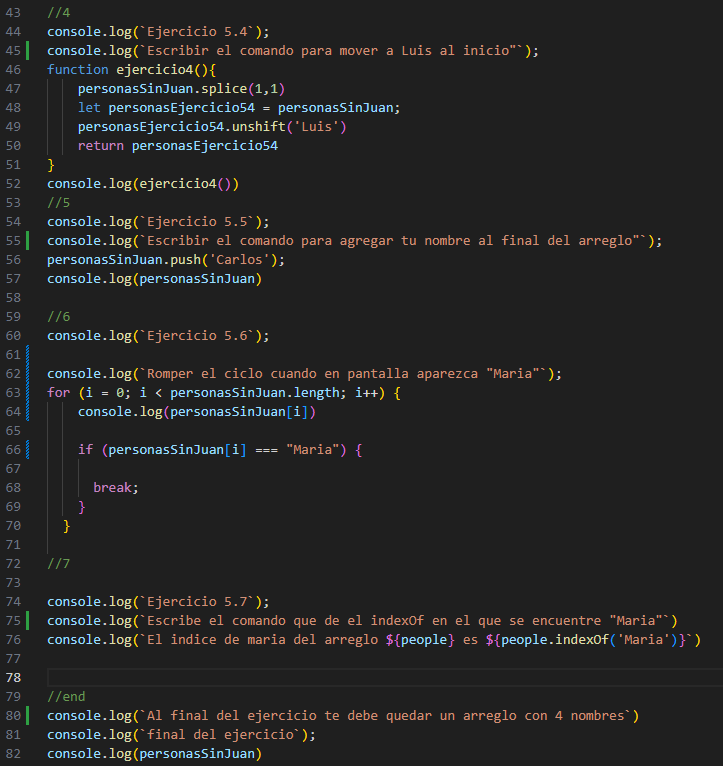 43 //4
44 console.log(`Ejercicio 5.4`);
45 console.log(`Escribir el comando para mover a Luis al inicio"`);
46 function ejercicio4(){
47 personasSinJuan.splice(1,1)
48 let personasEjercicio54 = personasSinJuan;
49 personasEjercicio54.unshift('Luis')
50 return personasEjercicio54
51 }
52 console.log(ejercicio4())
53 //5
54 console.log(`Ejercicio 5.5`);
55 console.log(`Escribir el comando para agregar tu nombre al final del arreglo"`);
56 personasSinJuan.push('Carlos');
57 console.log(personasSinJuan)
58
59 //6
60 console.log(`Ejercicio 5.6`);
61
62 console.log(`Romper el ciclo cuando en pantalla aparezca "Maria"`);
63 for (i = 0; i < personasSinJuan.length; i++) {
64 console.log(personasSinJuan[i])
65
66 if (personasSinJuan[i] === "Maria") {
67
68 break;
69 }
70 }
71
72 //7
73
74 console.log(`Ejercicio 5.7`);
75 console.log(`Escribe el comando que de el indexOf en el que se encuentre "Maria"`)
76 console.log(`El indice de maria del arreglo ${people} es ${people.indexOf('Maria')}`)
77
78
79 //end
80 console.log(`Al final del ejercicio te debe quedar un arreglo con 4 nombres`)
81 console.log(`final del ejercicio`);
82 console.log(personasSinJuan)